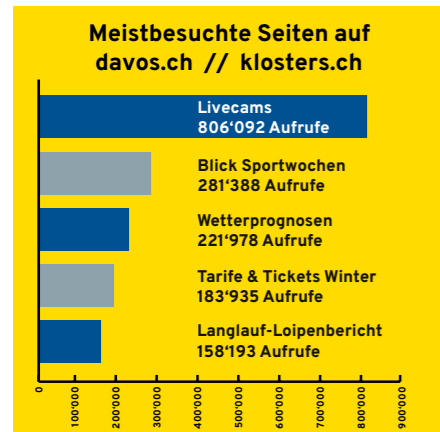 Meistbesuchte Seiten auf
davos.ch // klosters.ch
Livecams
806‘092 Aufrufe
Blick Sportwochen
281‘388 Aufrufe
Wetterprognosen
221‘978 Aufrufe
Tarife & Tickets Winter
183‘935 Aufrufe
Langlauf-Loipenbericht
158‘193 Aufrufe
0
100‘000
200‘000
300‘000
400‘000
500‘000
600‘000
700‘000
800‘000
900‘000